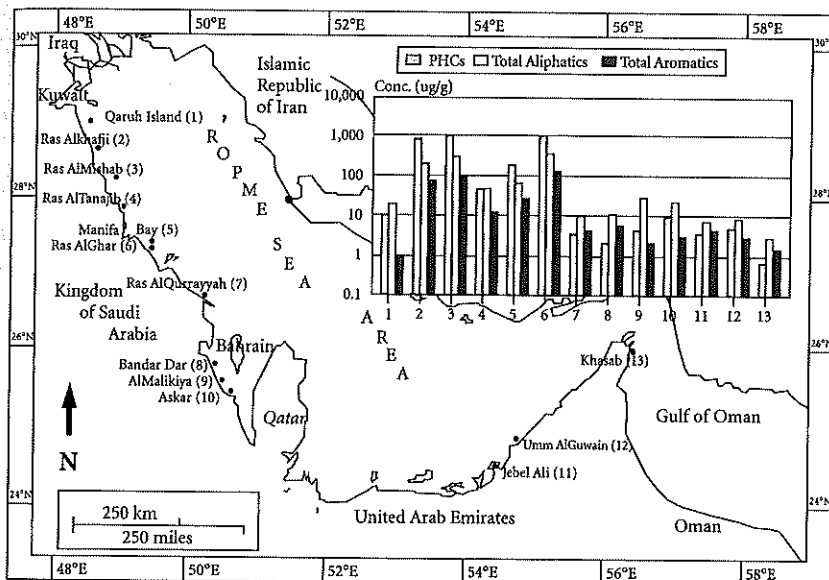 48°E 50°E 52°E 54°E 56°E 58°E
30°N 30°N
Iraq
Islamic
Republic
of Iran
PHCs Total Aliphatics Total Aromatics
Conc. (ug/g)
10,000
1,000
100
10
1
0.1
1 2 3 4 5 6 7 8 9 10 11 12 13
Kuwait
Qaruh Island (1)
Ras Alkhafji (2)
Ras AiMishab (3)
Ras AlTanajib (4)
Manifa Bay (5)
Ras AlGhar (6)
Ras AlQurrayyah (7)
ROPME SEA AREA
28°N 28°N
Kingdom
of Saudi
Arabia
Bahrain
Bandar Dar (8)
AlMalikiya (9)
Askar (10)
Qatar
26°N 26°N
Khasab (13)
Gulf of Oman
Umm AlGuwain (12)
Jebel Ali (11)
N
24°N 24°N
250 km
250 miles
United Arab Emirates
Oman
48°E 50°E 52°E 54°E 56°E 58°E